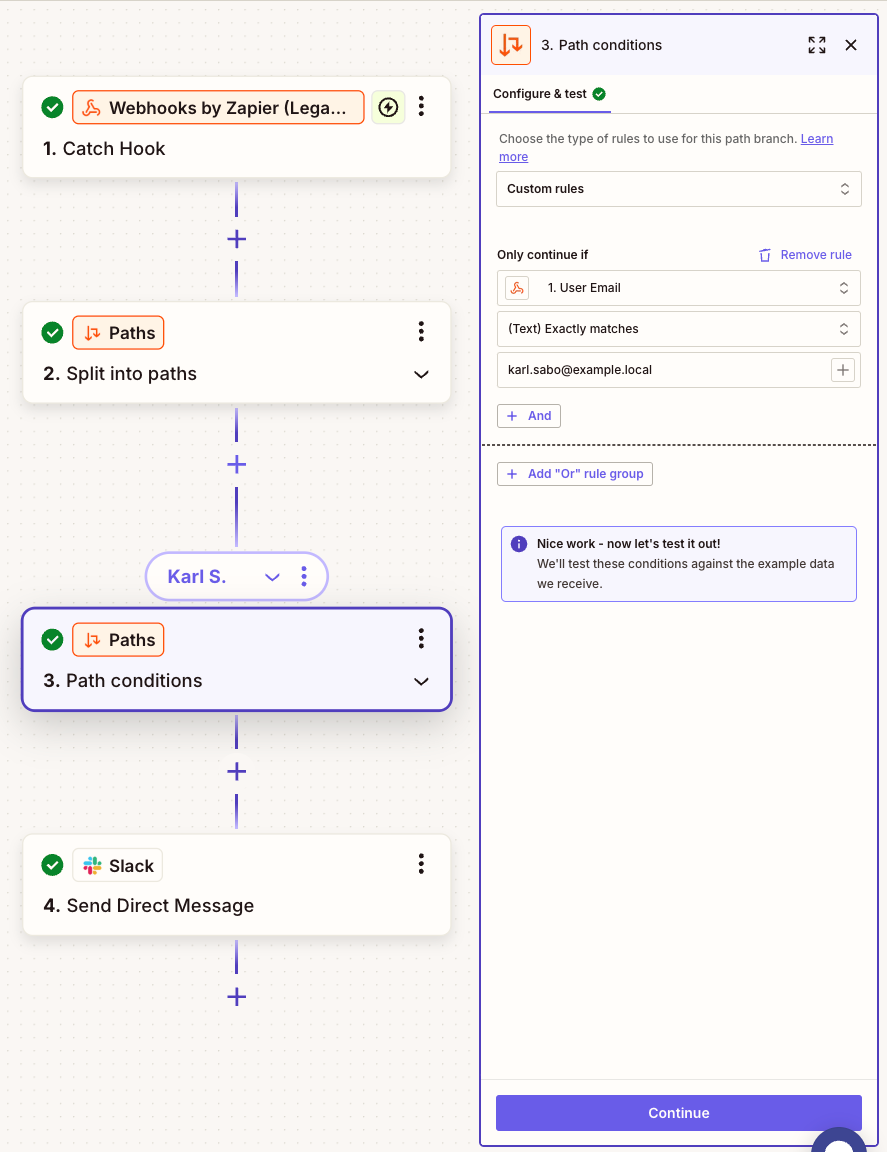 Webhooks by Zapier (Lega...
1. Catch Hook
Paths
2. Split into paths
Karl S.
Paths
3. Path conditions
Slack
4. Send Direct Message
3. Path conditions
Configure & test
Choose the type of rules to use for this path branch. Learn
more
Custom rules
Only continue if
Remove rule
1. User Email
(Text) Exactly matches
karl.sabo@example.local
And
Add "Or" rule group
Nice work - now let's test it out!
We'll test these conditions against the example data
we receive.
Continue